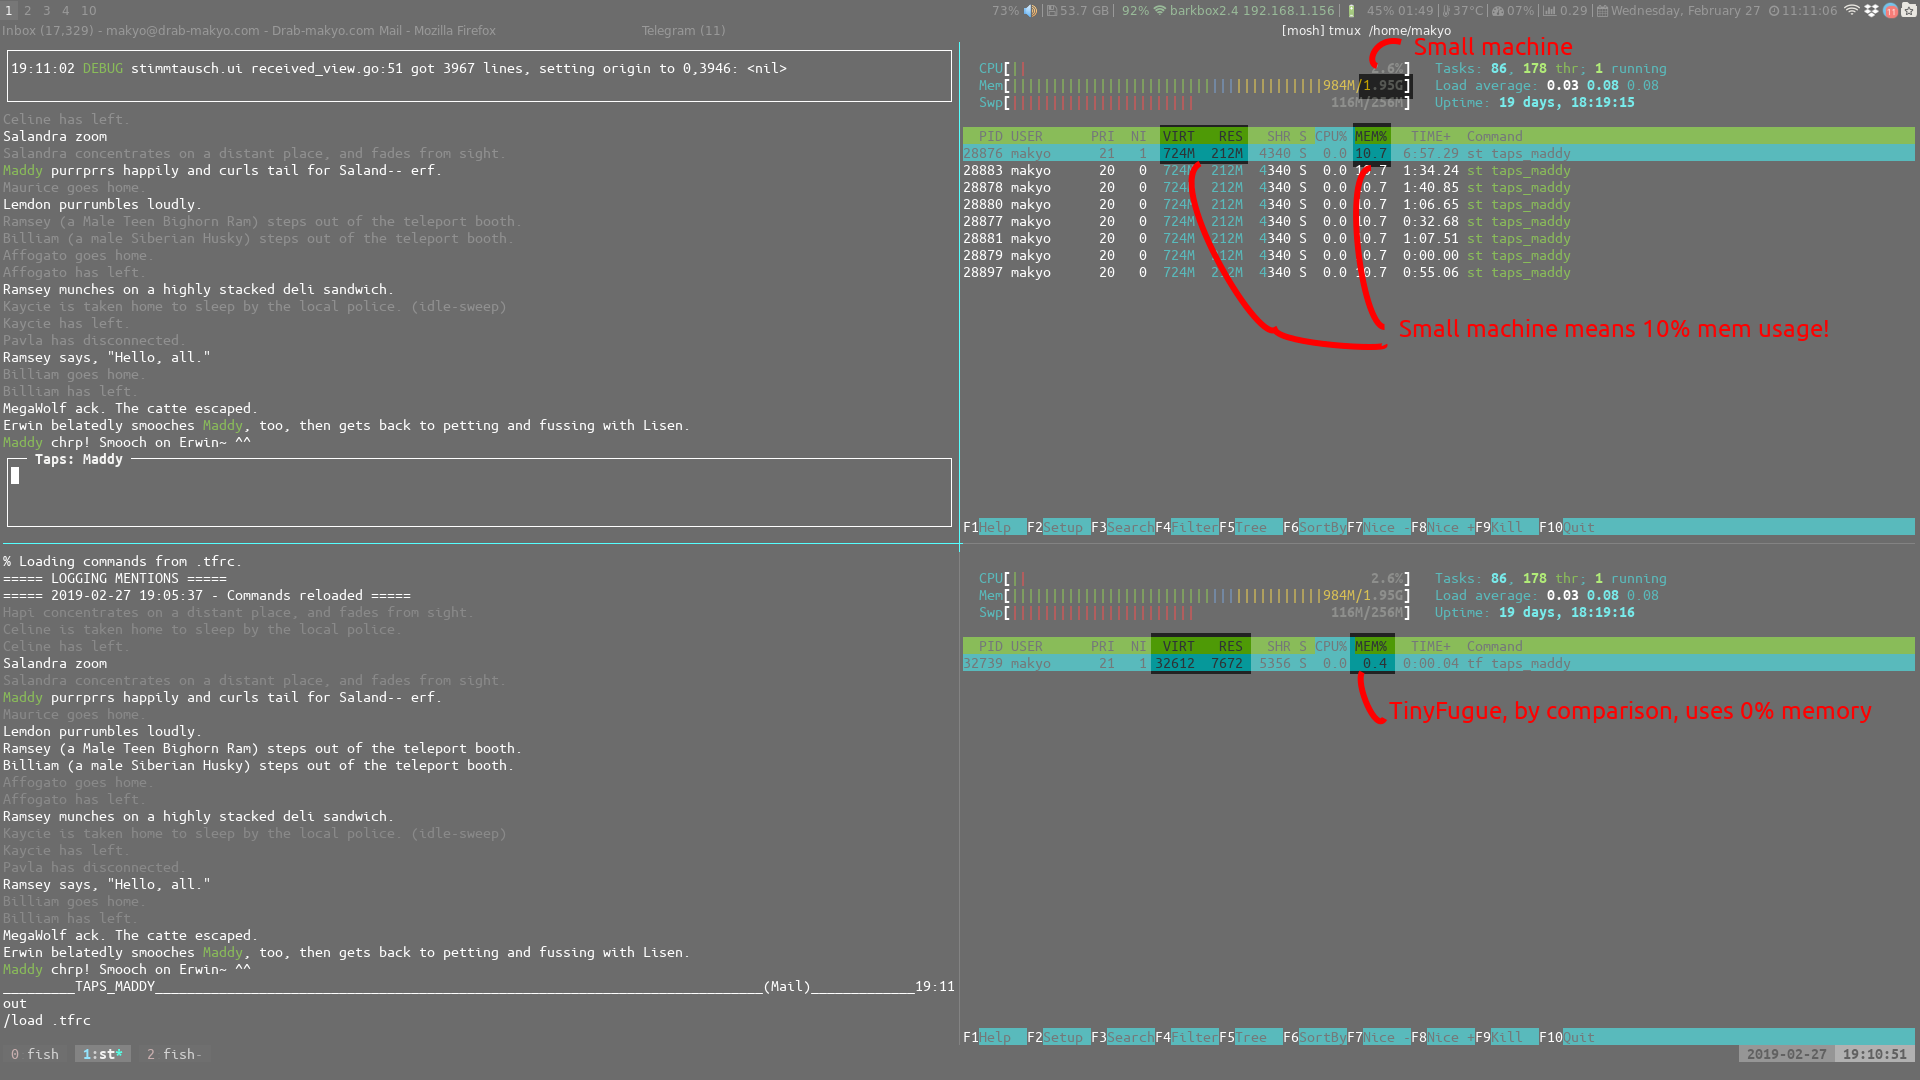 1 2 3 4 10
73% 53.7 GB 92% barkbox2.4 192.168.1.156 45% 01:49 37°C 07% 0.29 Wednesday, February 27 11:11:06 11
Inbox (17,329) - makyo@drab-makyo.com - Drab-makyo.com Mail - Mozilla Firefox
Telegram (11)
[mosh] tmux /home/makyo
19:11:02 DEBUG stimmtausch.ui received_view.go:51 got 3967 lines, setting origin to 0,3946: <nil>
Celine has left.
Salandra zoom
Salandra concentrates on a distant place, and fades from sight.
Maddy purrprrs happily and curls tail for Saland-- erf.
Maurice goes home.
Lemdon purrumbles loudly.
Ramsey (a Male Teen Bighorn Ram) steps out of the teleport booth.
Billiam (a male Siberian Husky) steps out of the teleport booth.
Affogato goes home.
Affogato has left.
Ramsey munches on a highly stacked deli sandwich.
Kaycie is taken home to sleep by the local police. (idle-sweep)
Kaycie has left.
Pavla has disconnected.
Ramsey says, "Hello, all."
Billiam goes home.
Billiam has left.
MegaWolf ack. The catte escaped.
Erwin belatedly smooches Maddy, too, then gets back to petting and fussing with Lisen.
Maddy chrp! Smooch on Erwin~ ^^
Taps: Maddy
% Loading commands from .tfrc.
===== LOGGING MENTIONS =====
===== 2019-02-27 19:05:37 - Commands reloaded =====
Hapi concentrates on a distant place, and fades from sight.
Celine is taken home to sleep by the local police.
Celine has left.
Salandra zoom
Salandra concentrates on a distant place, and fades from sight.
Maddy purrprrs happily and curls tail for Saland-- erf.
Maurice goes home.
Lemdon purrumbles loudly.
Ramsey (a Male Teen Bighorn Ram) steps out of the teleport booth.
Billiam (a male Siberian Husky) steps out of the teleport booth.
Affogato goes home.
Affogato has left.
Ramsey munches on a highly stacked deli sandwich.
Kaycie is taken home to sleep by the local police. (idle-sweep)
Kaycie has left.
Pavla has disconnected.
Ramsey says, "Hello, all."
Billiam goes home.
Billiam has left.
MegaWolf ack. The catte escaped.
Erwin belatedly smooches Maddy, too, then gets back to petting and fussing with Lisen.
Maddy chrp! Smooch on Erwin~ ^^
_________TAPS_MADDY____________________________________________________________________________(Mail)_____________19:11
out
/load .tfrc
Small machine
CPU[|| 2.6%] Tasks: 86, 178 thr; 1 running
Mem[|||||||||||||||||||||||||||||||||||||||984M/1.95G] Load average: 0.03 0.08 0.08
Swp[||||||||||||||||||||||| 116M/256M] Uptime: 19 days, 18:19:15
PID USER PRI NI VIRT RES SHR S CPU% MEM% TIME+ Command
28876 makyo 21 1 724M 212M 4340 S 0.0 10.7 6:57.29 st taps_maddy
28883 makyo 20 0 724M 212M 4340 S 0.0 10.7 1:34.24 st taps_maddy
28878 makyo 20 0 724M 212M 4340 S 0.0 10.7 1:40.85 st taps_maddy
28880 makyo 20 0 724M 212M 4340 S 0.0 10.7 1:06.65 st taps_maddy
28877 makyo 20 0 724M 212M 4340 S 0.0 10.7 0:32.68 st taps_maddy
28881 makyo 20 0 724M 212M 4340 S 0.0 10.7 1:07.51 st taps_maddy
28879 makyo 20 0 724M 212M 4340 S 0.0 10.7 0:00.00 st taps_maddy
28897 makyo 20 0 724M 212M 4340 S 0.0 10.7 0:55.06 st taps_maddy
Small machine means 10% mem usage!
F1Help F2Setup F3SearchF4FilterF5Tree F6SortByF7Nice -F8Nice +F9Kill F10Quit
CPU[|| 2.6%] Tasks: 86, 178 thr; 1 running
Mem[|||||||||||||||||||||||||||||||||||||||984M/1.95G] Load average: 0.03 0.08 0.08
Swp[||||||||||||||||||||||| 116M/256M] Uptime: 19 days, 18:19:16
PID USER PRI NI VIRT RES SHR S CPU% MEM% TIME+ Command
32739 makyo 21 1 32612 7672 5356 S 0.0 0.4 0:00.04 tf taps_maddy
TinyFugue, by comparison, uses 0% memory
F1Help F2Setup F3SearchF4FilterF5Tree F6SortByF7Nice -F8Nice +F9Kill F10Quit
0 fish 1:st* 2 fish-
2019-02-27 19:10:51